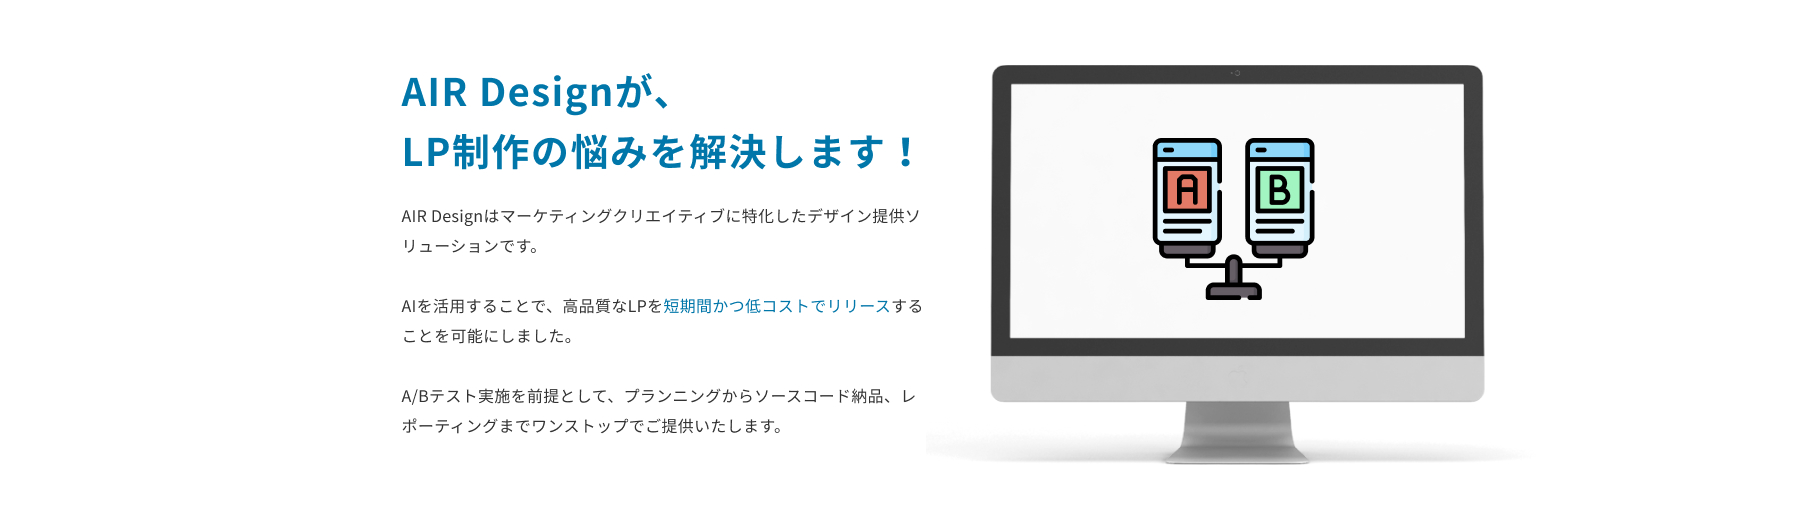 AIR Designが、
LP制作の悩みを解決します！
AIR Designはマーケティングクリエイティブに特化したデザイン提供ソ
リューションです。
AIを活用することで、高品質なLPを短期間かつ低コストでリリースする
ことを可能にしました。
A/Bテスト実施を前提として、プランニングからソースコード納品、レ
ポーティングまでワンストップでご提供いたします。
A B